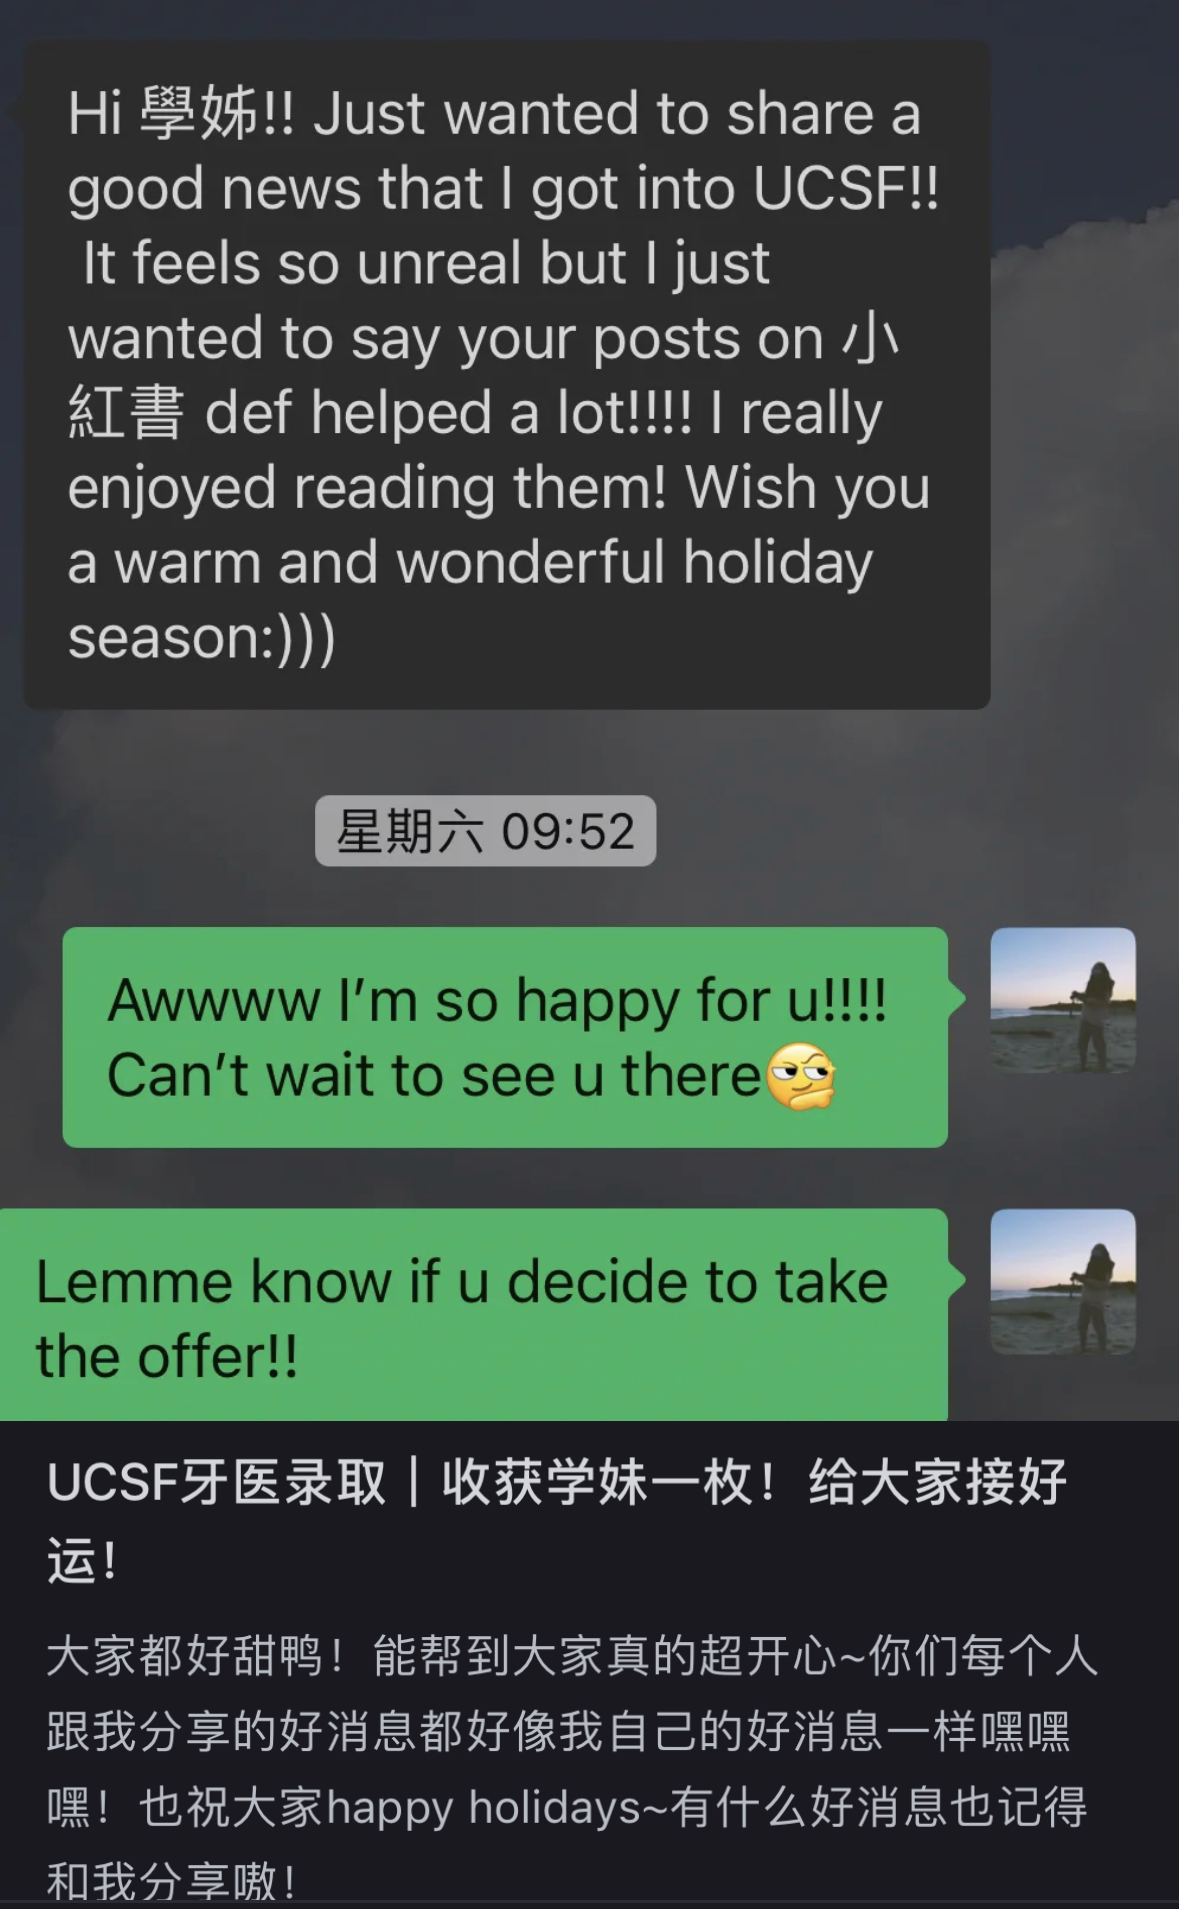 Hi 學姊!! Just wanted to share a
good news that I got into UCSF!!
It feels so unreal but I just
wanted to say your posts on 小
紅書 def helped a lot!!!! I really
enjoyed reading them! Wish you
a warm and wonderful holiday
season:)))
星期六 09:52
Awwww I’m so happy for u!!!!
Can’t wait to see u there
Lemme know if u decide to take
the offer!!
UCSF牙医录取｜收获学妹一枚！给大家接好
运！
大家都好甜鸭！能帮到大家真的超开心~你们每个人
跟我分享的好消息都好像我自己的好消息一样嘿嘿
嘿！也祝大家happy holidays~有什么好消息也记得
和我分享嗷！